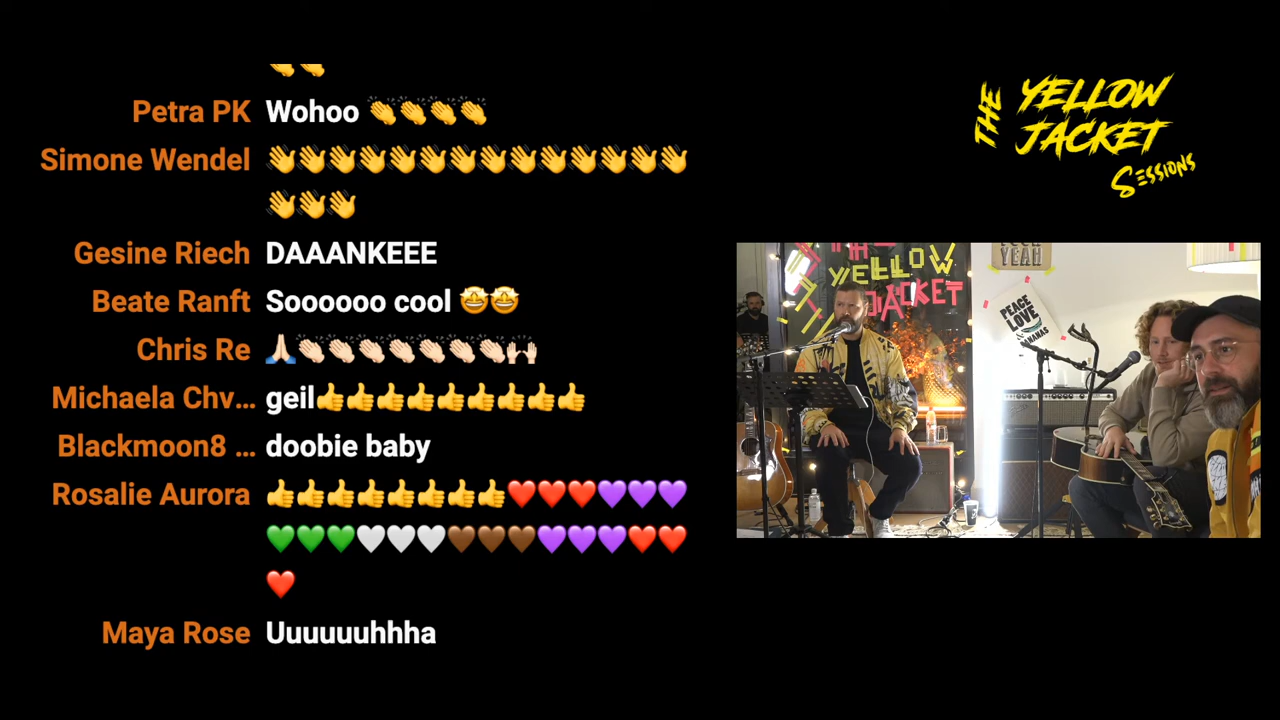 👏👏
Petra PK Wohoo 👏👏👏👏
Simone Wendel 👋👋👋👋👋👋👋👋👋👋👋👋👋👋
👋👋👋
Gesine Riech DAAANKEEE
Beate Ranft Soooooo cool 🤩🤩
Chris Re 🙏🏻👏🏻👏🏻👏🏻👏🏻👏🏻👏🏻👏🏻🙌🏻
Michaela Chv... geil👍👍👍👍👍👍👍👍👍
Blackmoon8 ... doobie baby
Rosalie Aurora 👍👍👍👍👍👍👍👍❤️❤️❤️💜💜💜
💚💚💚🤍🤍🤍🤎🤎🤎💜💜💜❤️❤️
❤️
Maya Rose Uuuuuuhhha
THE YELLOW
JACKET
SESSIONS
YELLOW
JACKET
YEAH
PEACE
LOVE